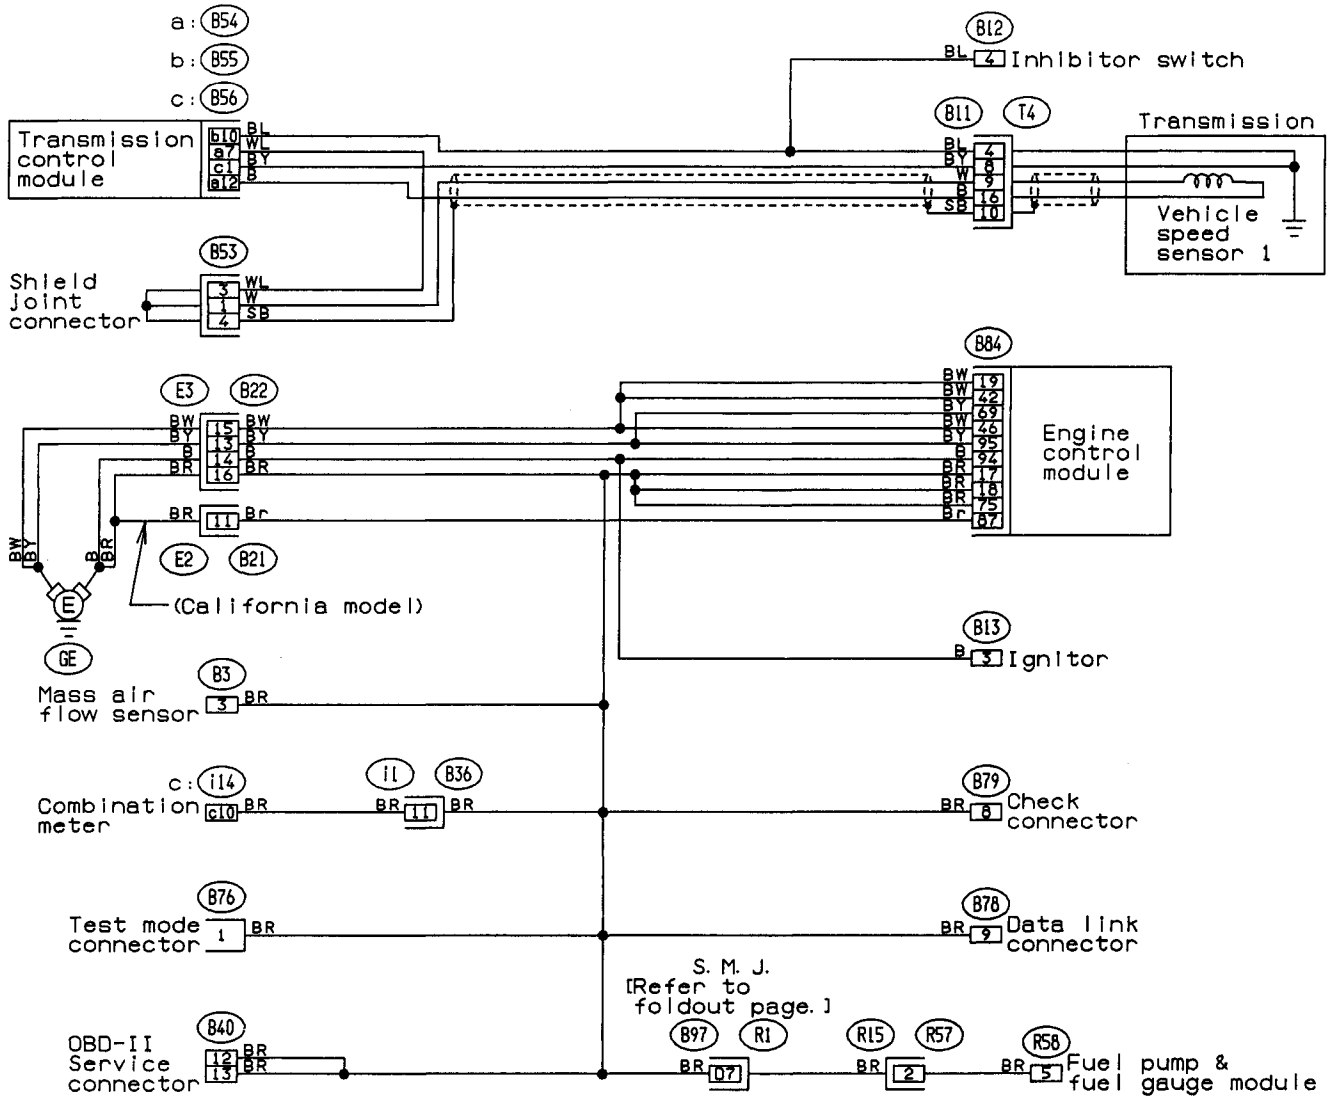 a: B54
b: B55
c: B56
Transmission
control
module
b10 BL
a7 WL
c1 BY
a12 B
B12
BL 4 Inhibitor switch
B11 T4
BL 4
BY 8
W 9
B 16
SB 10
Transmission
Vehicle
speed
sensor 1
B53
Shield
joint
connector
3 WL
1 W
4 SB
B84
BW 19
BW 42
BY 69
BW 46
BY 95
B 94
BR 17
BR 18
BR 75
Br 87
Engine
control
module
E3 B22
BW 15 BW
BY 13 BY
B 14 B
BR 16 BR
BR 11 Br
E2 B21
BW BY B BR
(California model)
E
GE
B13
B 3 Ignitor
B3
Mass air
flow sensor 3 BR
c: i14
Combination
meter
c10 BR
i1 B36
BR 11 BR
B79
BR 8 Check
connector
B76
Test mode
connector 1 BR
B78
BR 9 Data link
connector
S. M. J.
[Refer to
foldout page.]
B40
OBD-II
Service
connector
12 BR
13 BR
B97 R1
BR D7
R15 R57
2
R58
BR 5 Fuel pump &
fuel gauge module